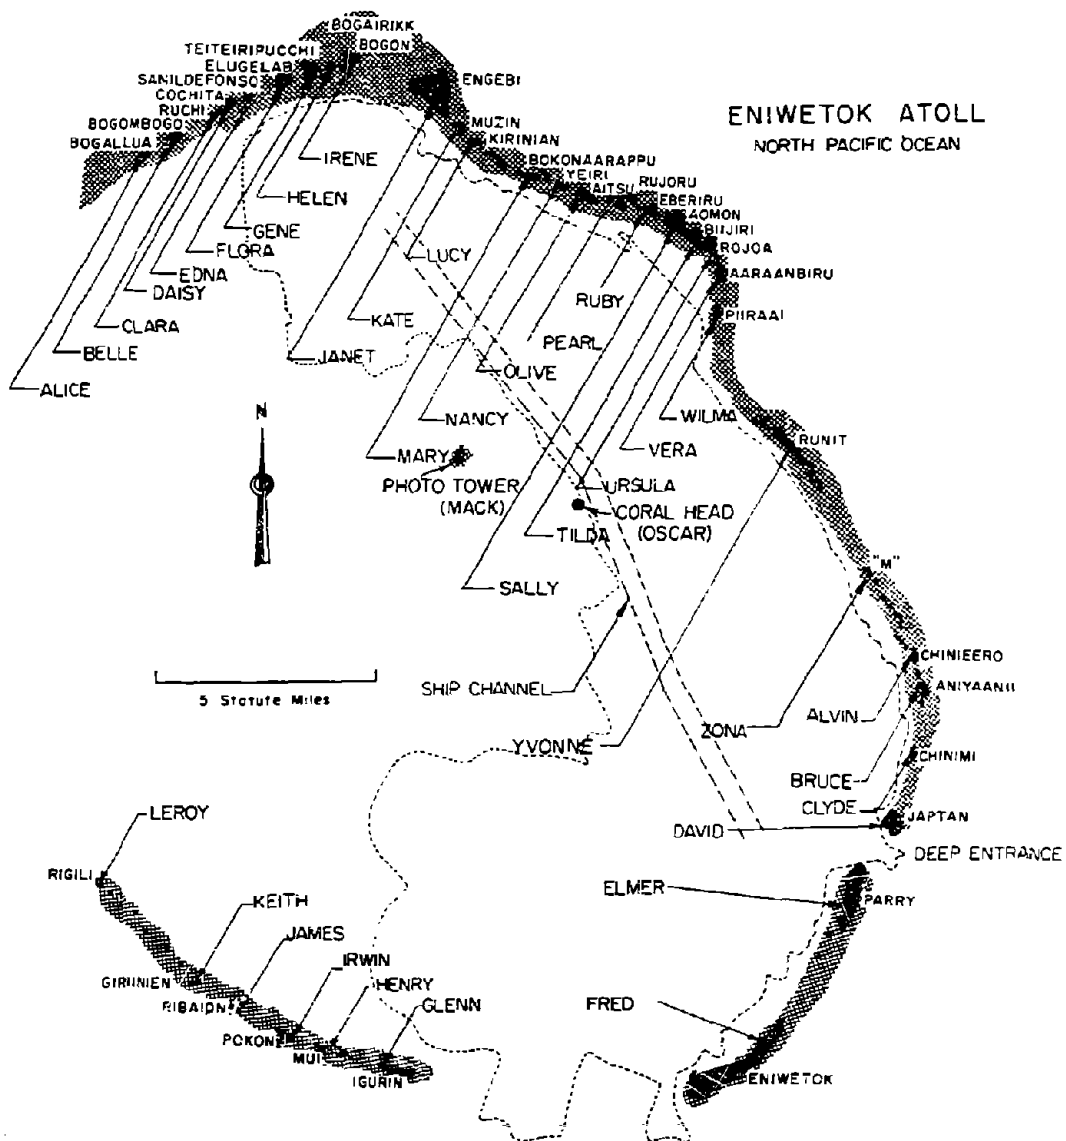 BOGAIRIKK
BOGON
TEITEIRIPUCCHI
ELUGELAB
SANILDEFONSO
COCHITA
RUCHI
BOGOMBOGO
BOGALLUA
ENGEBI
MUZIN
KIRINIAN
BOKONAARAPPU
YEIRI
AITSU
RUJORU
EBERIRU
AOMON
BIIJIRI
ROJOA
AARAANBIRU
PIIRAAI
RUNIT
"M"
CHINIEERO
ANIYAANII
CHINIMI
JAPTAN
DEEP ENTRANCE
PARRY
ENIWETOK
ENIWETOK ATOLL
NORTH PACIFIC OCEAN
IRENE
HELEN
GENE
FLORA
EDNA
DAISY
CLARA
BELLE
ALICE
LUCY
KATE
JANET
RUBY
PEARL
OLIVE
NANCY
MARY
PHOTO TOWER
(MACK)
WILMA
VERA
URSULA
CORAL HEAD
(OSCAR)
TILDA
SALLY
N
5 Statute Miles
SHIP CHANNEL
YVONNE
ZONA
ALVIN
BRUCE
CLYDE
DAVID
ELMER
FRED
LEROY
RIGILI
KEITH
JAMES
IRWIN
HENRY
GLENN
GIRIINIEN
RIBAION
POKON
MUI
IGURIN